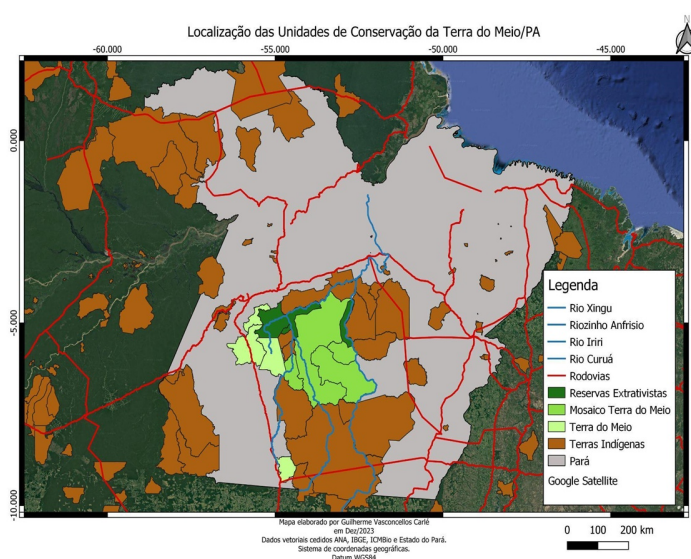 Localização das Unidades de Conservação da Terra do Meio/PA
N
-60.000 -55.000 -50.000 -45.000
0.000
-5.000
-10.000
Legenda
Rio Xingu
Riozinho Anfrisio
Rio Iriri
Rio Curuá
Rodovias
Reservas Extrativistas
Mosaico Terra do Meio
Terra do Meio
Terras Indígenas
Pará
Google Satellite
0 100 200 km
Mapa elaborado por Guilherme Vasconcellos Carlé
em Dez/2023
Dados vetoriais cedidos ANA, IBGE, ICMBio e Estado do Pará.
Sistema de coordenadas geográficas.
Datum WGS84